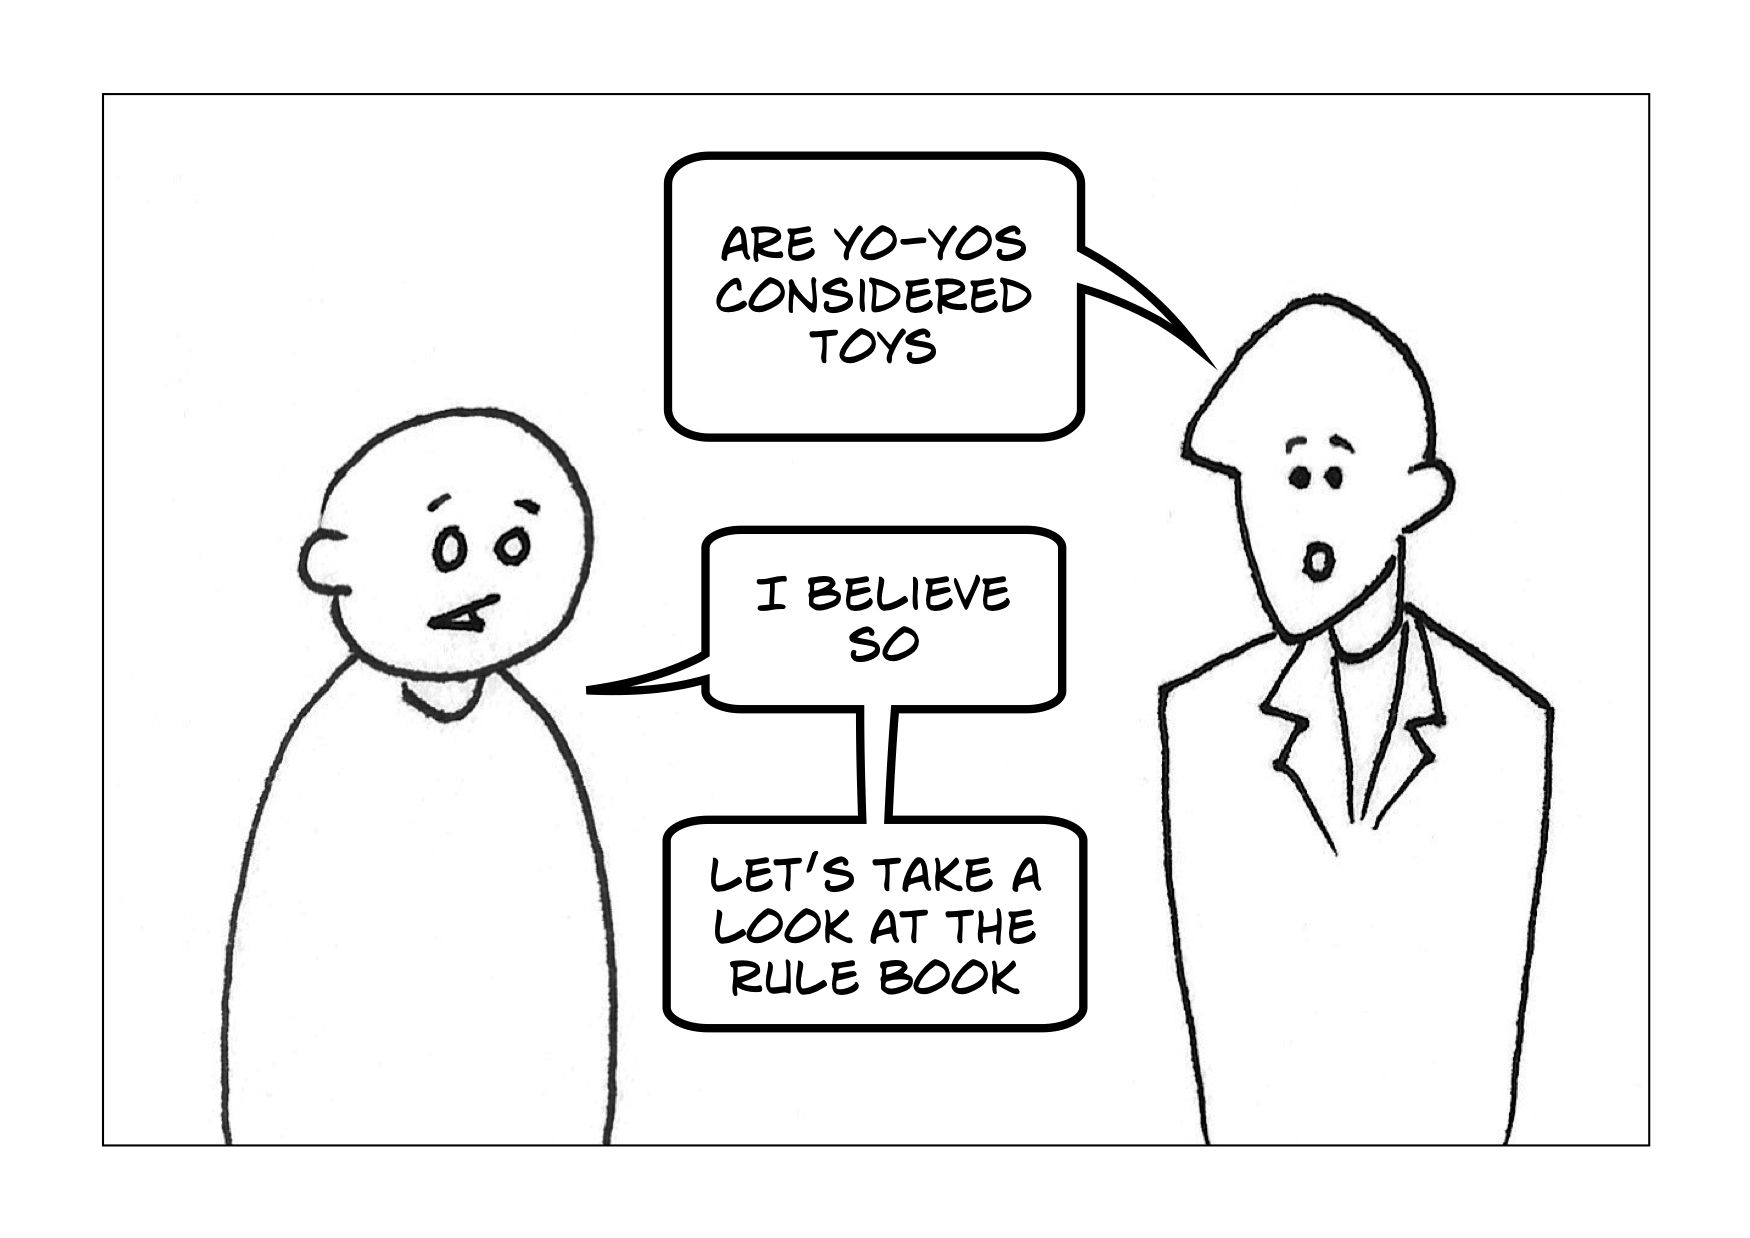 ARE YO-YOS
CONSIDERED
TOYS
I BELIEVE
SO
LET'S TAKE A
LOOK AT THE
RULE BOOK